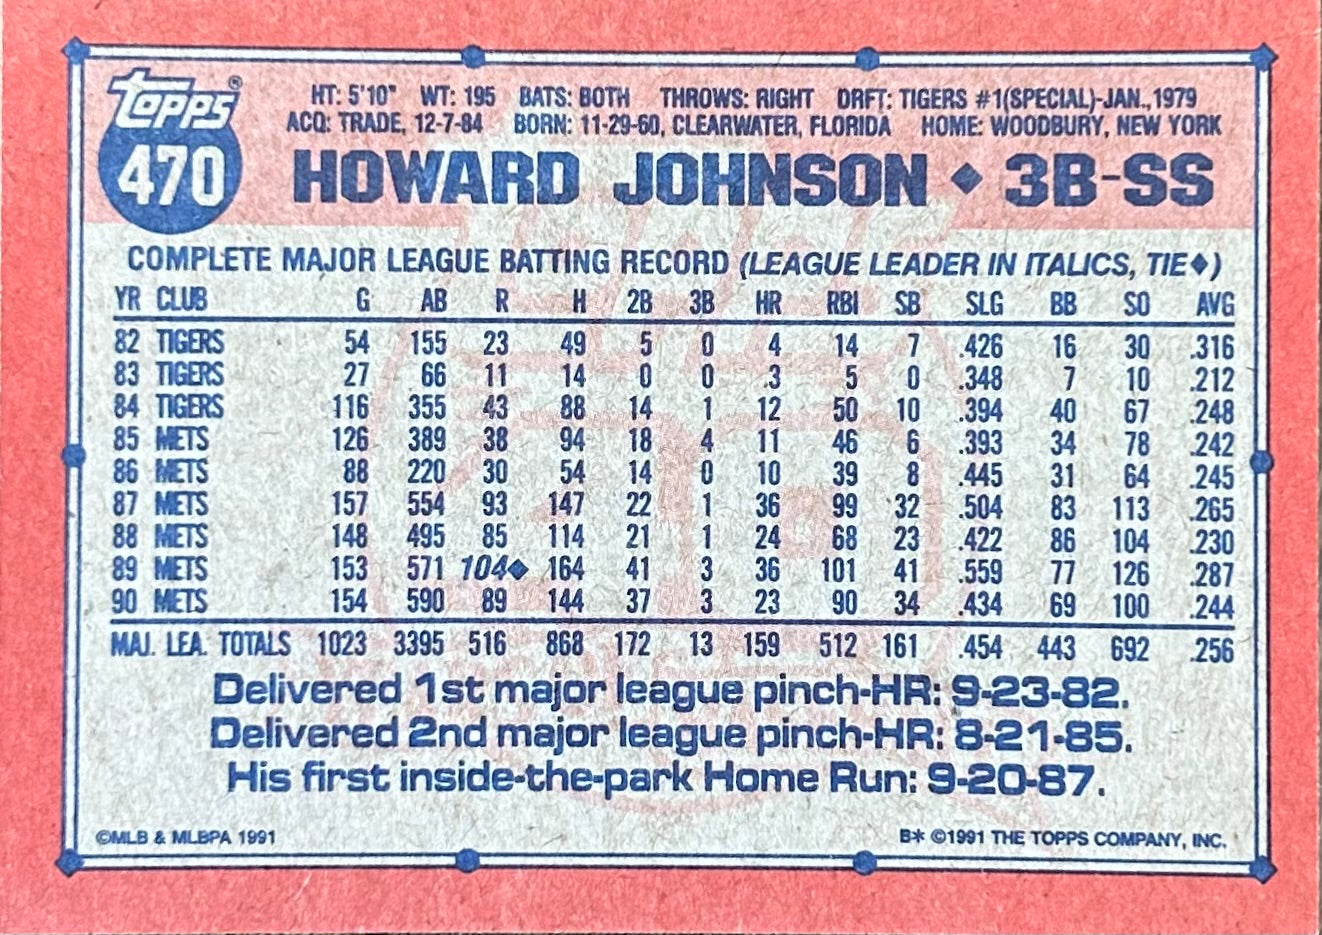 Topps®
470
HT: 5'10" WT: 195 BATS: BOTH THROWS: RIGHT DRFT: TIGERS #1(SPECIAL)-JAN., 1979
ACQ: TRADE, 12-7-84 BORN: 11-29-60, CLEARWATER, FLORIDA HOME: WOODBURY, NEW YORK
HOWARD JOHNSON ◆ 3B-SS
COMPLETE MAJOR LEAGUE BATTING RECORD (LEAGUE LEADER IN ITALICS, TIE◆)
YR CLUB G AB R H 2B 3B HR RBI SB SLG BB SO AVG
82 TIGERS 54 155 23 49 5 0 4 14 7 .426 16 30 .316
83 TIGERS 27 66 11 14 0 0 3 5 0 .348 7 10 .212
84 TIGERS 116 355 43 88 14 1 12 50 10 .394 40 67 .248
85 METS 126 389 38 94 18 4 11 46 6 .393 34 78 .242
86 METS 88 220 30 54 14 0 10 39 8 .445 31 64 .245
87 METS 157 554 93 147 22 1 36 99 32 .504 83 113 .265
88 METS 148 495 85 114 21 1 24 68 23 .422 86 104 .230
89 METS 153 571 104◆ 164 41 3 36 101 41 .559 77 126 .287
90 METS 154 590 89 144 37 3 23 90 34 .434 69 100 .244
MAJ. LEA. TOTALS 1023 3395 516 868 172 13 159 512 161 .454 443 692 .256
Delivered 1st major league pinch-HR: 9-23-82.
Delivered 2nd major league pinch-HR: 8-21-85.
His first inside-the-park Home Run: 9-20-87.
©MLB & MLBPA 1991 B* ©1991 THE TOPPS COMPANY, INC.